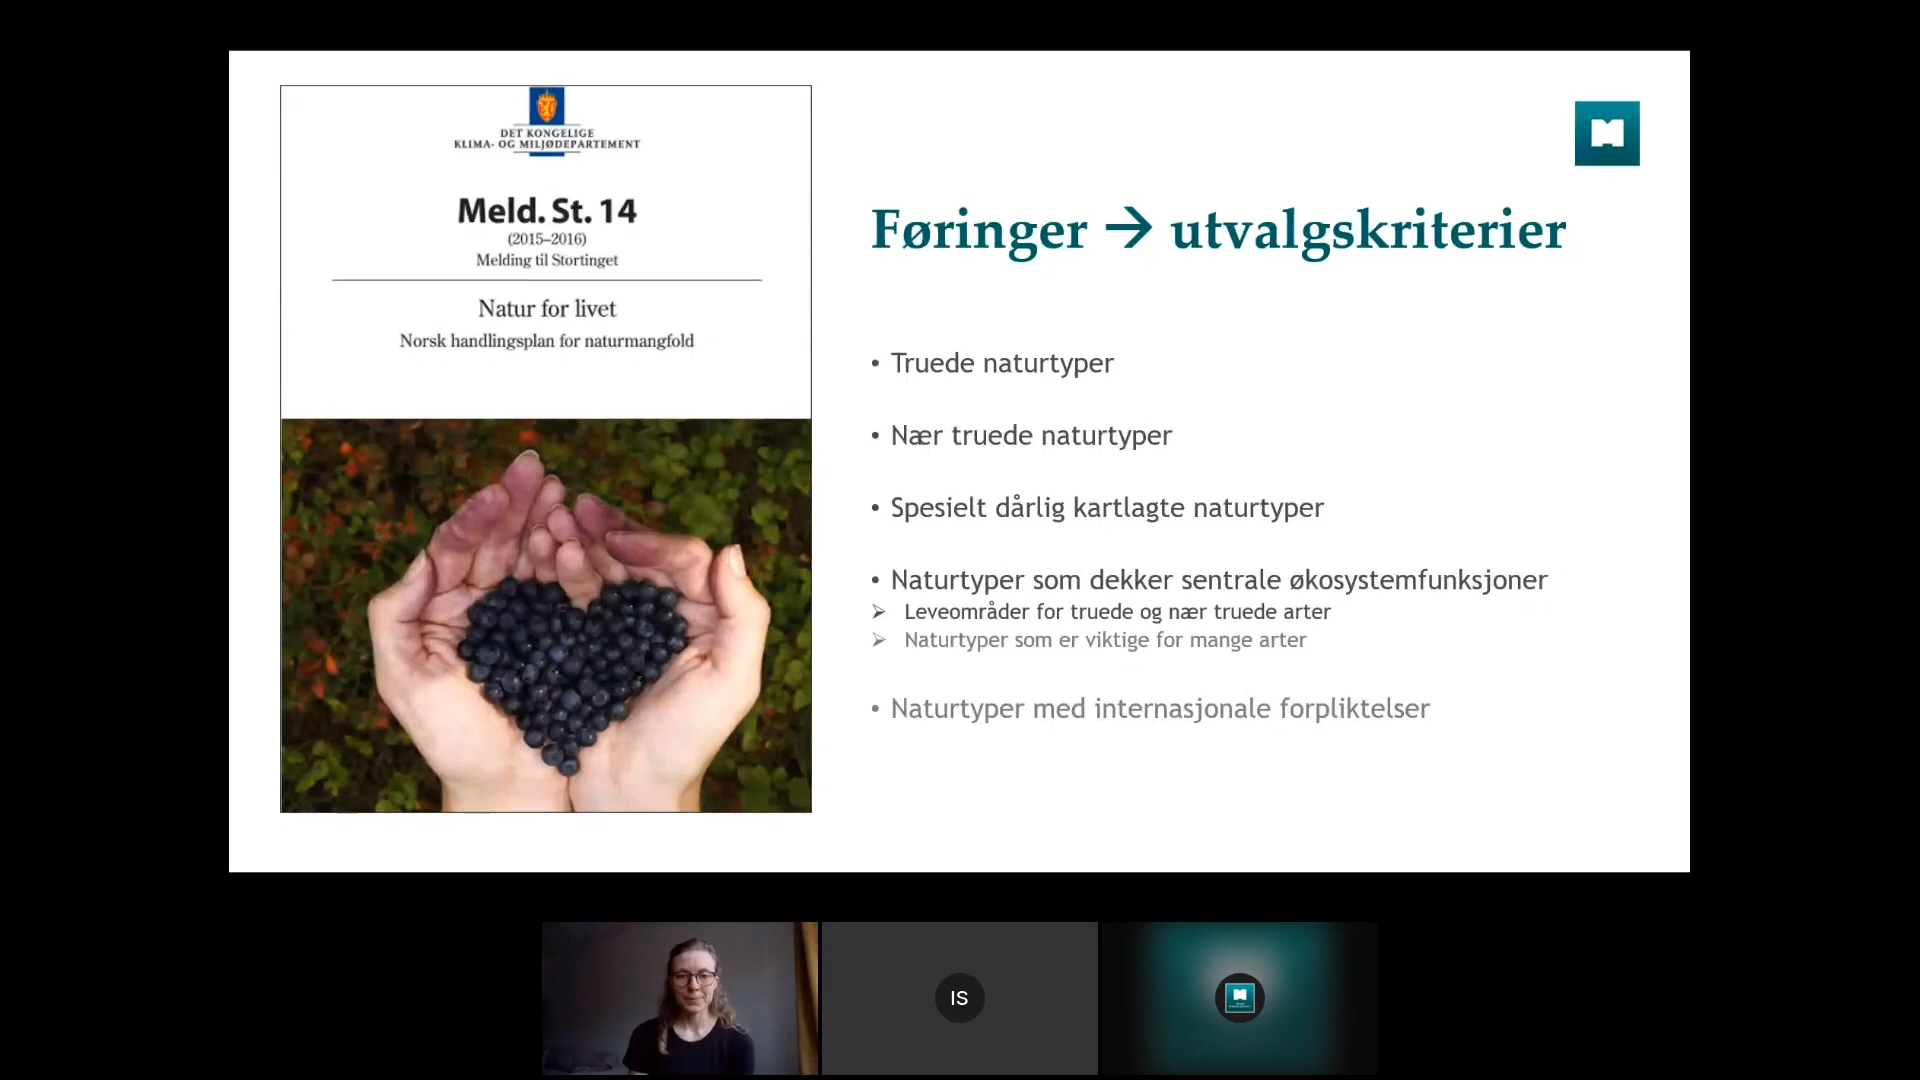 DET KONGELIGE
KLIMA- OG MILJØDEPARTEMENT
Meld. St. 14
(2015–2016)
Melding til Stortinget
Natur for livet
Norsk handlingsplan for naturmangfold
Føringer → utvalgskriterier
• Truede naturtyper
• Nær truede naturtyper
• Spesielt dårlig kartlagte naturtyper
• Naturtyper som dekker sentrale økosystemfunksjoner
➢ Leveområder for truede og nær truede arter
➢ Naturtyper som er viktige for mange arter
• Naturtyper med internasjonale forpliktelser
IS